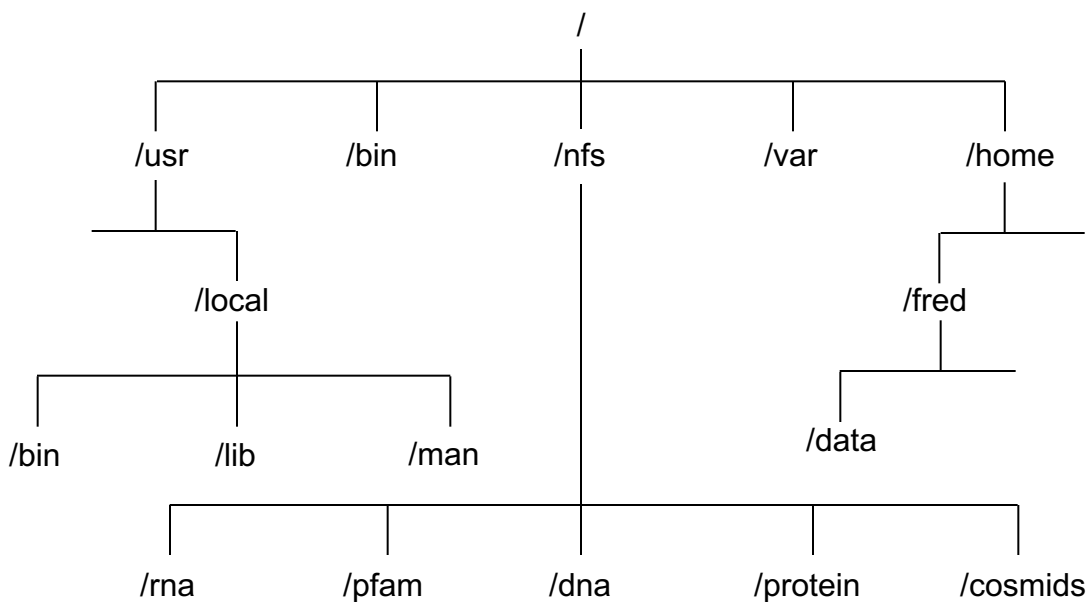 /
/usr /bin /nfs /var /home
/local /fred
/bin /lib /man /data
/rna /pfam /dna /protein /cosmids